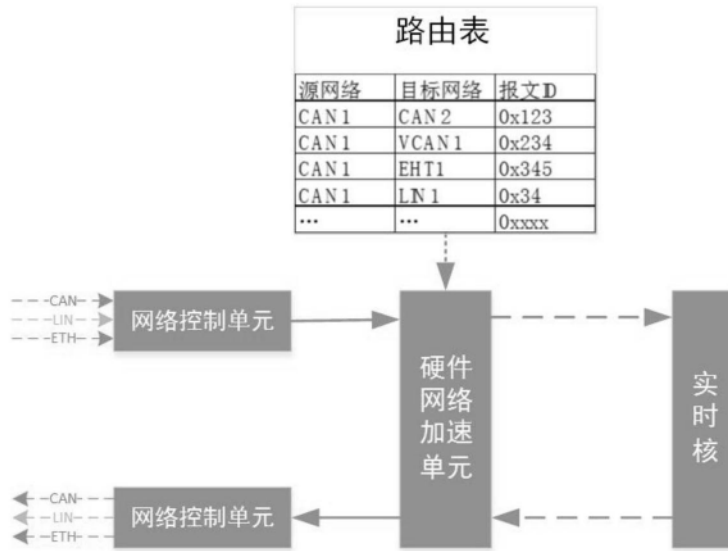 路由表
源网络 目标网络 报文ID
CAN1 CAN2 0x123
CAN1 VCAN1 0x234
CAN1 EHT1 0x345
CAN1 LIN1 0x34
… … 0xxxx
CAN
LIN
ETH
网络控制单元
硬件
网络
加速
单元
实
时
核
CAN
LIN
ETH
网络控制单元